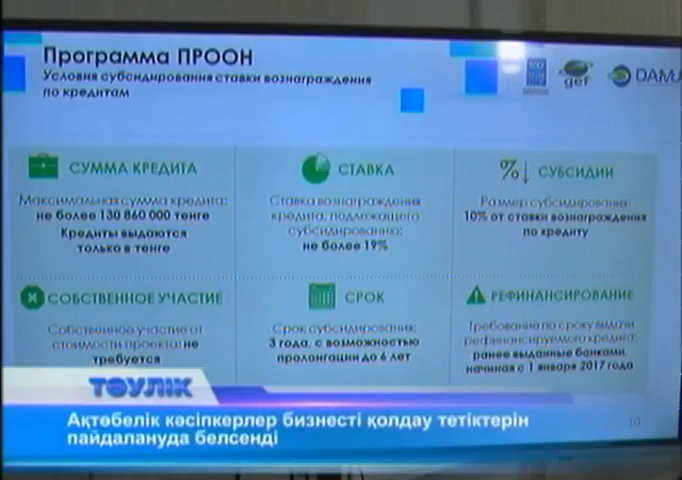 Программа ПРООН
Условия субсидирования ставки вознаграждения
по кредитам
gef
DAMU
СУММА КРЕДИТА
Максимальная сумма кредита:
не более 130 860 000 тенге
Кредиты выдаются
только в тенге
СТАВКА
Ставка вознаграждения
кредита, подлежащего
субсидированию:
не более 19%
% СУБСИДИИ
Размер субсидирования:
10% от ставки вознаграждения
по кредиту
СОБСТВЕННОЕ УЧАСТИЕ
Собственное участие от
стоимости проекта: не
требуется
СРОК
Срок субсидирования:
3 года, с возможностью
пролонгации до 6 лет
РЕФИНАНСИРОВАНИЕ
Требование по сроку выдачи
рефинансируемого кредита:
ранее выданные банками,
начиная с 1 января 2017 года
ТӘУЛІК
Ақтөбелік кәсіпкерлер бизнесті қолдау тетіктерін
пайдалануда белсенді
10